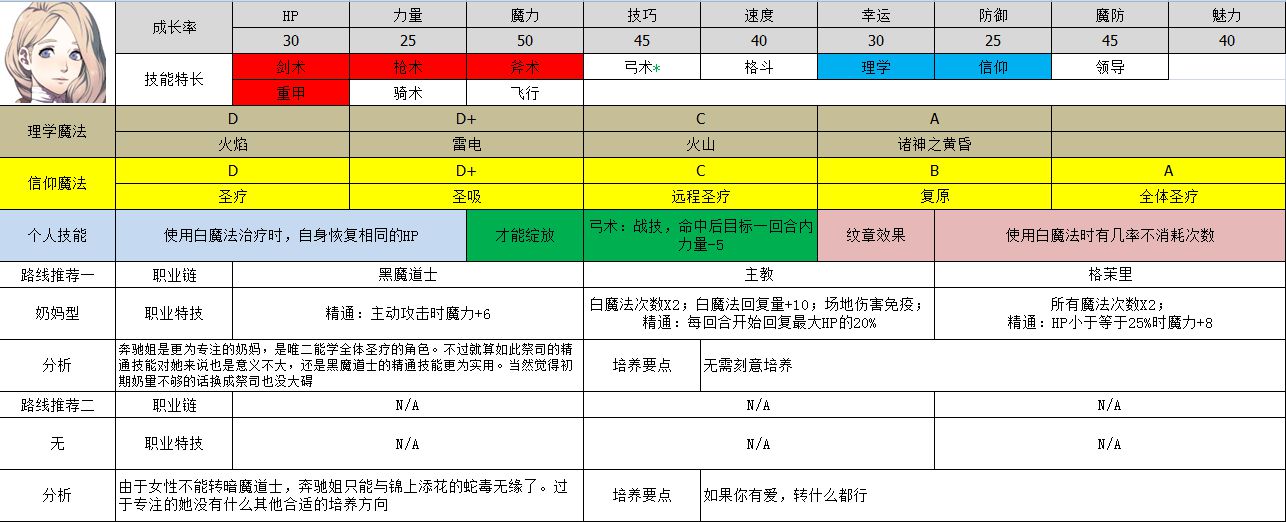 成长率 HP 力量 魔力 技巧 速度 幸运 防御 魔防 魅力
30 25 50 45 40 30 25 45 40
技能特长 剑术 枪术 斧术 弓术* 格斗 理学 信仰 领导
重甲 骑术 飞行
理学魔法 D D+ C A
火焰 雷电 火山 诸神之黄昏
信仰魔法 D D+ C B A
圣疗 圣吸 远程圣疗 复原 全体圣疗
个人技能 使用白魔法治疗时，自身恢复相同的HP 才能绽放 弓术：战技，命中后目标一回合内
力量-5 纹章效果 使用白魔法时有几率不消耗次数
路线推荐一 职业链 黑魔道士 主教 格茉里
奶妈型 职业特技 精通：主动攻击时魔力+6 白魔法次数X2；白魔法回复量+10；场地伤害免疫；
精通：每回合开始回复最大HP的20% 所有魔法次数X2；
精通：HP小于等于25%时魔力+8
分析 奔驰姐是更为专注的奶妈，是唯二能学全体圣疗的角色。不过就算如此祭司的精
通技能对她来说也是意义不大，还是黑魔道士的精通技能更为实用。当然觉得初
期奶量不够的话换成祭司也没大碍 培养要点 无需刻意培养
路线推荐二 职业链 N/A N/A N/A
无 职业特技 N/A N/A N/A
分析 由于女性不能转暗魔道士，奔驰姐只能与锦上添花的蛇毒无缘了。过
于专注的她没有什么其他合适的培养方向 培养要点 如果你有爱，转什么都行